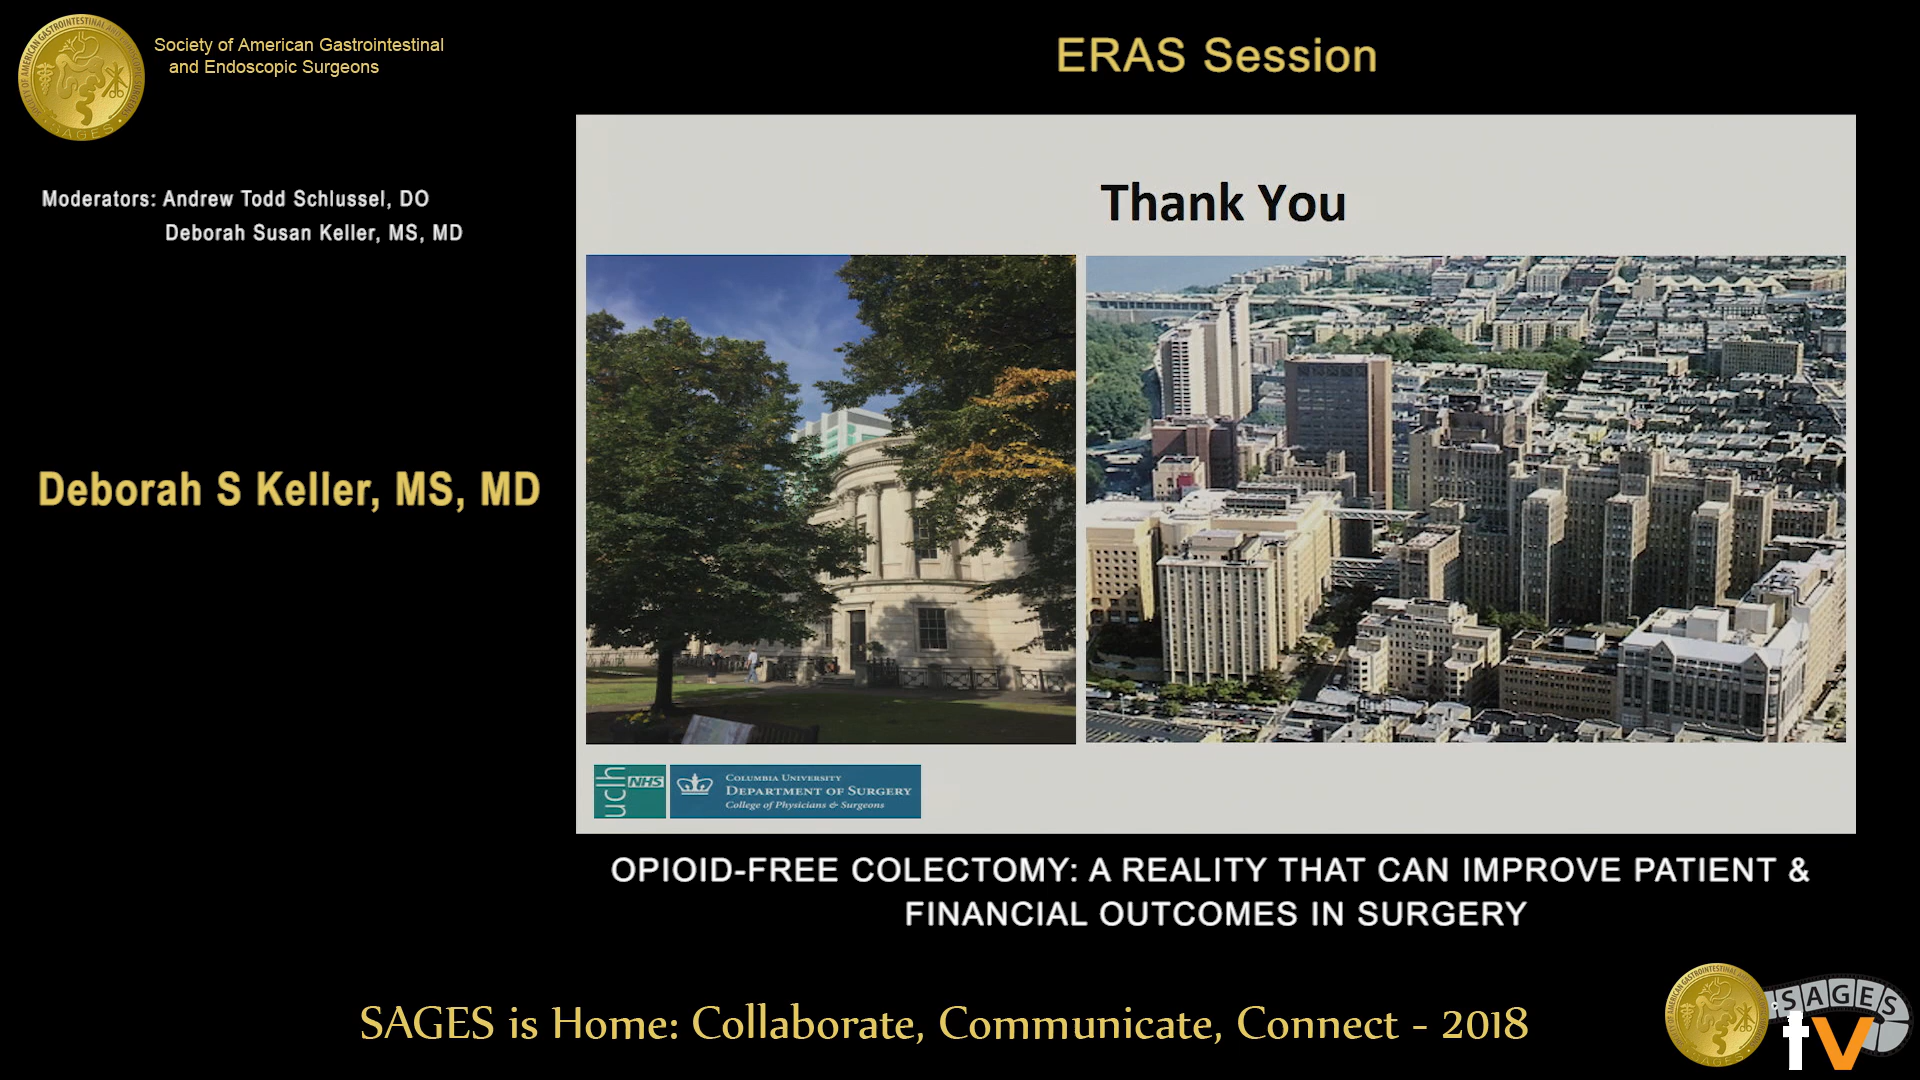 Society of American Gastrointestinal
and Endoscopic Surgeons
ERAS Session
Moderators: Andrew Todd Schlussel, DO
Deborah Susan Keller, MS, MD
Deborah S Keller, MS, MD
Thank You
uclh
NHS
COLUMBIA UNIVERSITY
DEPARTMENT OF SURGERY
College of Physicians & Surgeons
OPIOID-FREE COLECTOMY: A REALITY THAT CAN IMPROVE PATIENT &
FINANCIAL OUTCOMES IN SURGERY
SAGES is Home: Collaborate, Communicate, Connect - 2018
SAGES
tv
SAGES